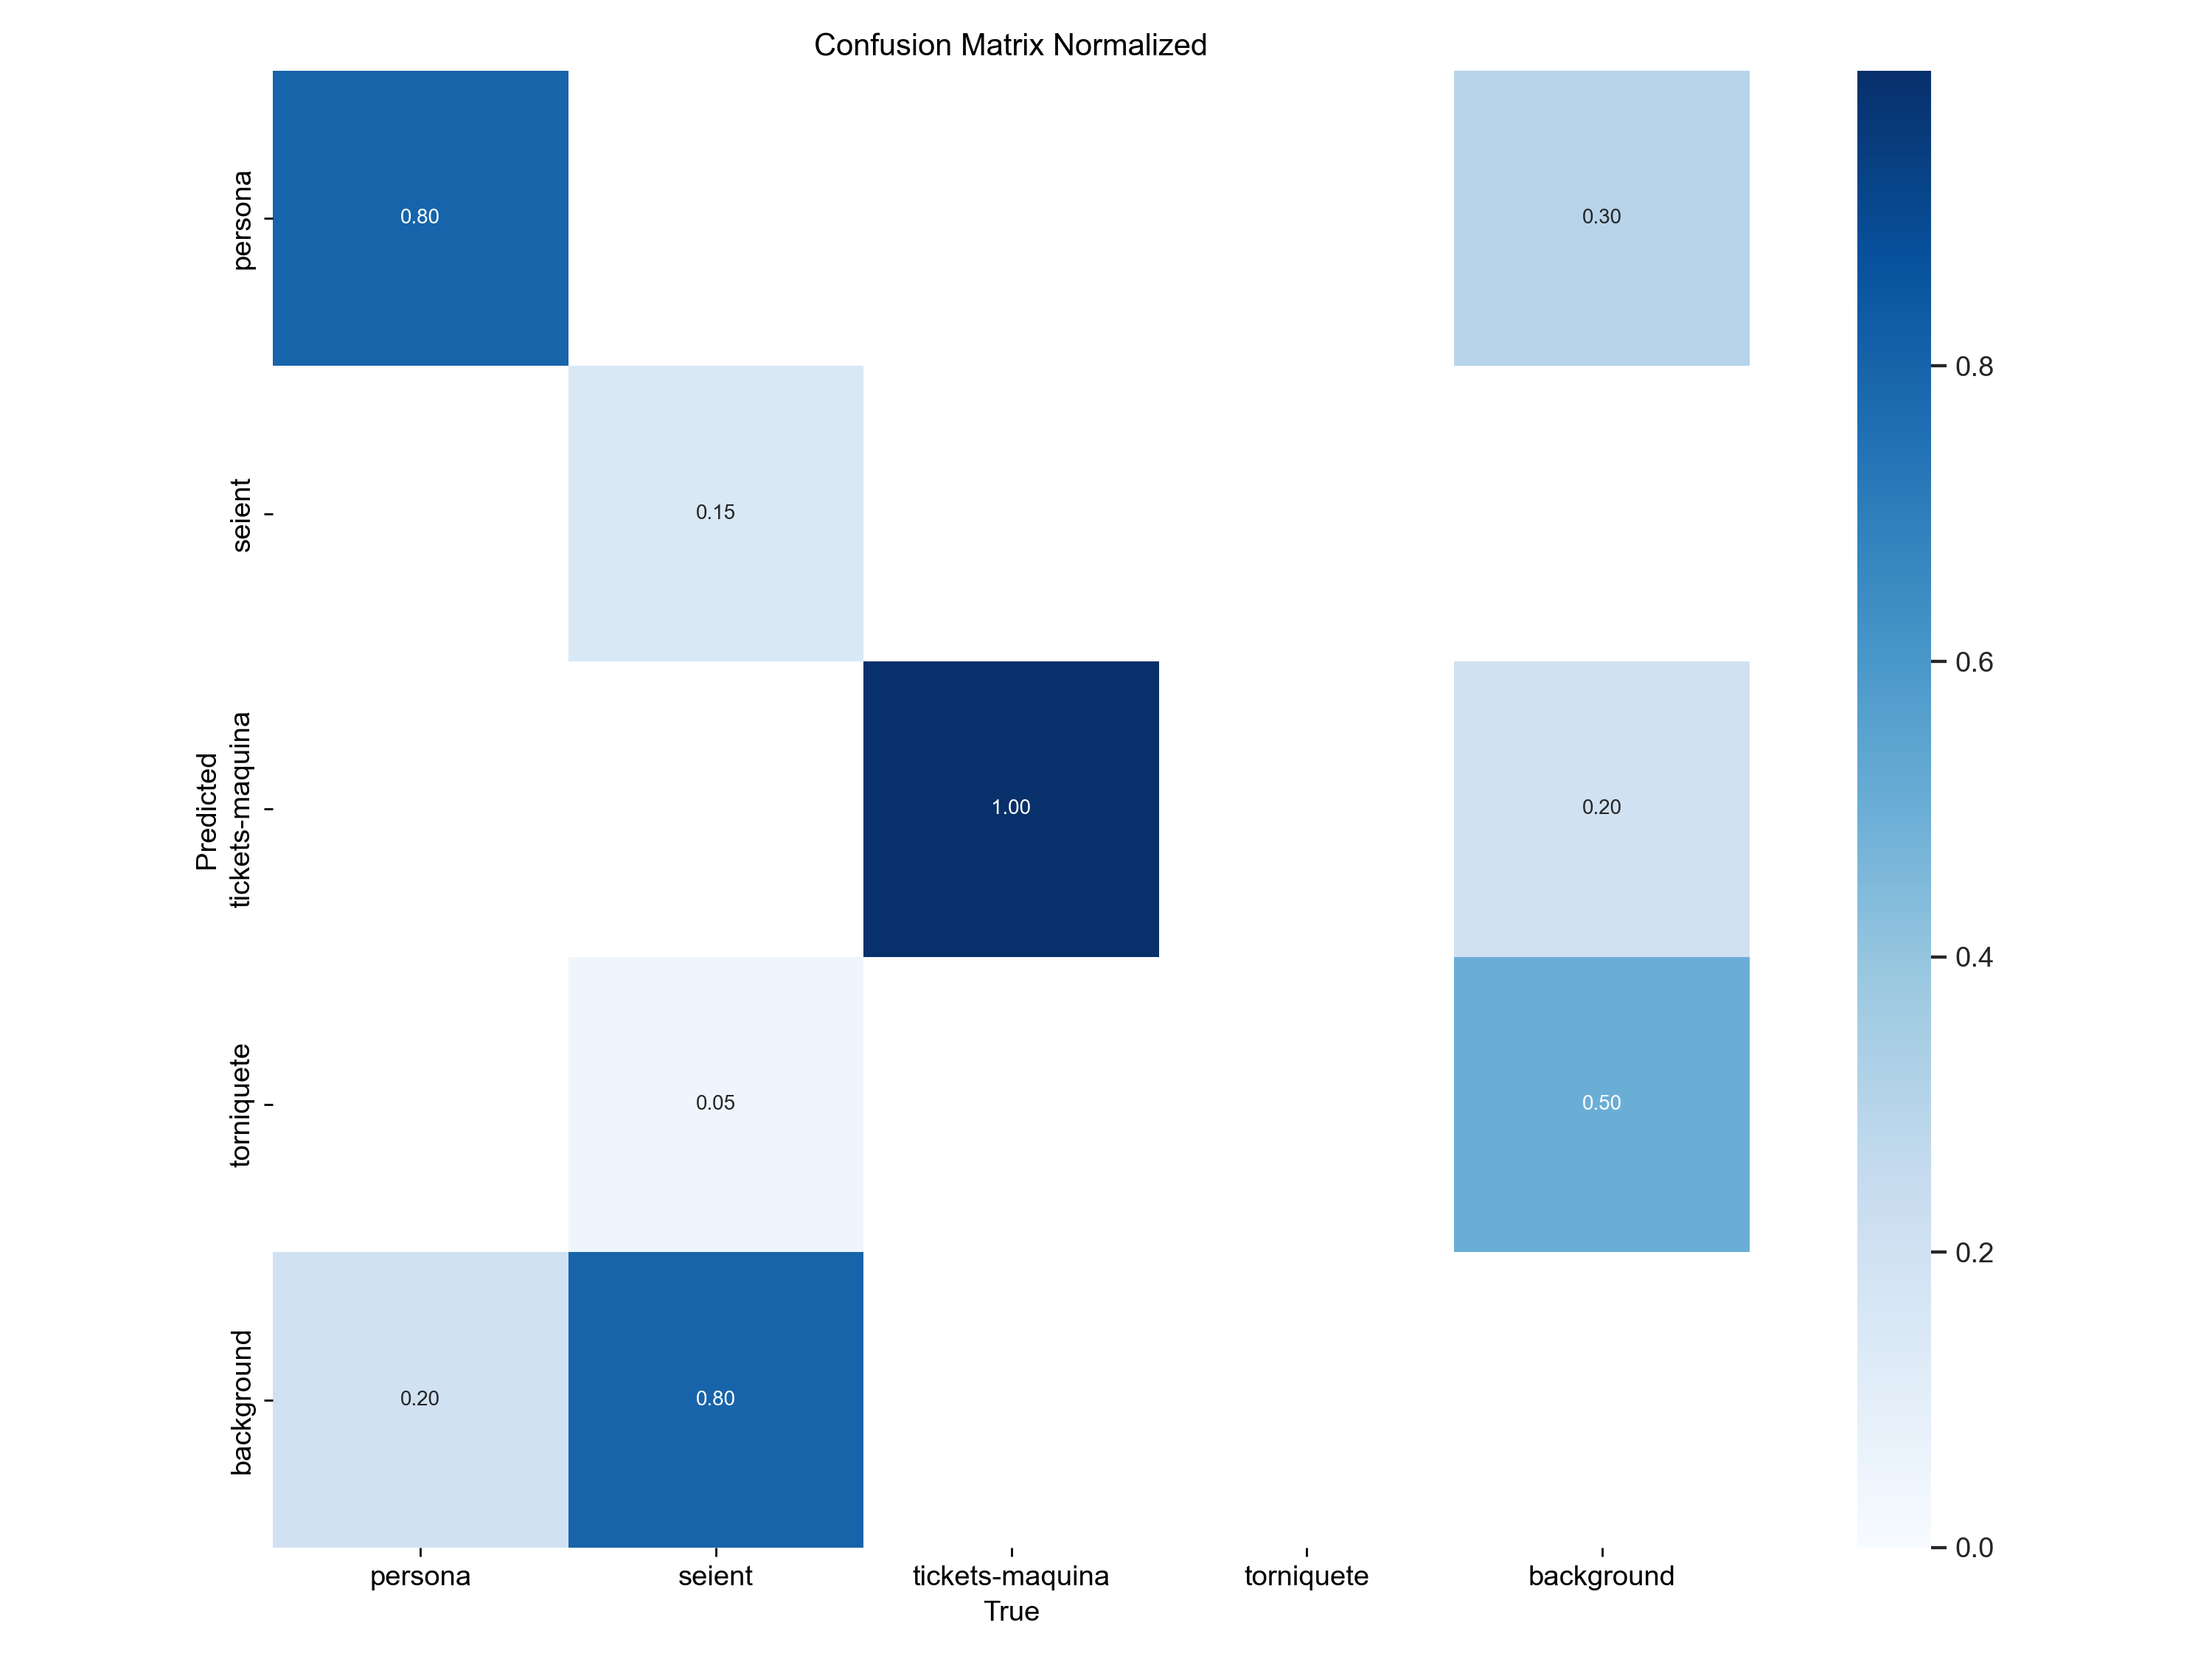 Confusion Matrix Normalized
persona
0.80
0.30
0.8
seient
0.15
0.6
Predicted
tickets-maquina
1.00
0.20
0.4
torniquete
0.05
0.50
0.2
background
0.20
0.80
0.0
persona
seient
tickets-maquina
torniquete
background
True